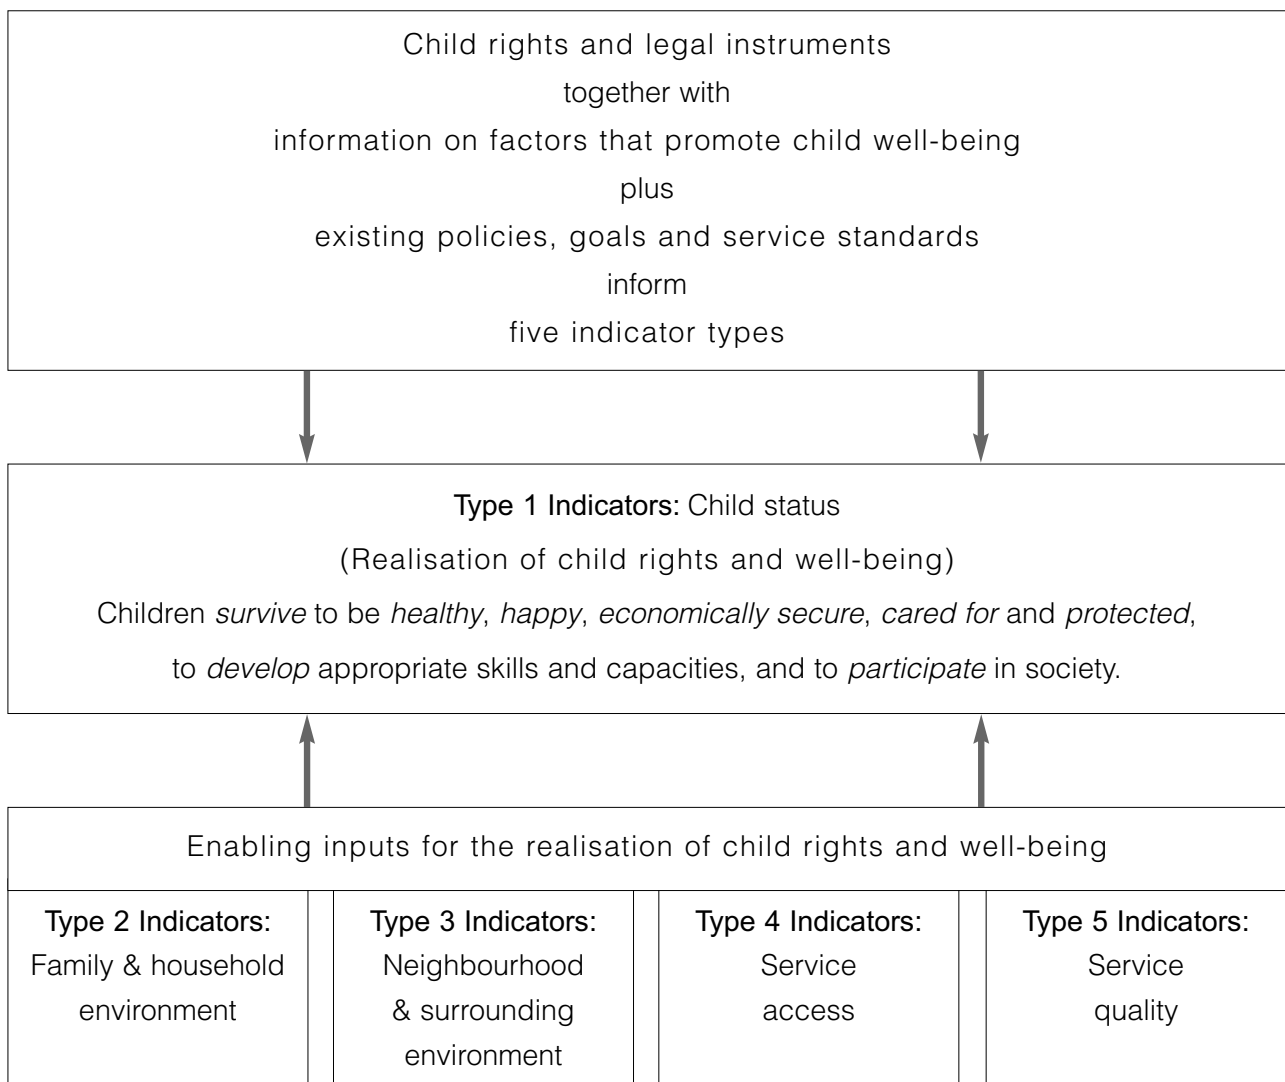 Child rights and legal instruments
together with
information on factors that promote child well-being
plus
existing policies, goals and service standards
inform
five indicator types
Type 1 Indicators: Child status
(Realisation of child rights and well-being)
Children survive to be healthy, happy, economically secure, cared for and protected,
to develop appropriate skills and capacities, and to participate in society.
Enabling inputs for the realisation of child rights and well-being
Type 2 Indicators:
Family & household
environment
Type 3 Indicators:
Neighbourhood
& surrounding
environment
Type 4 Indicators:
Service
access
Type 5 Indicators:
Service
quality